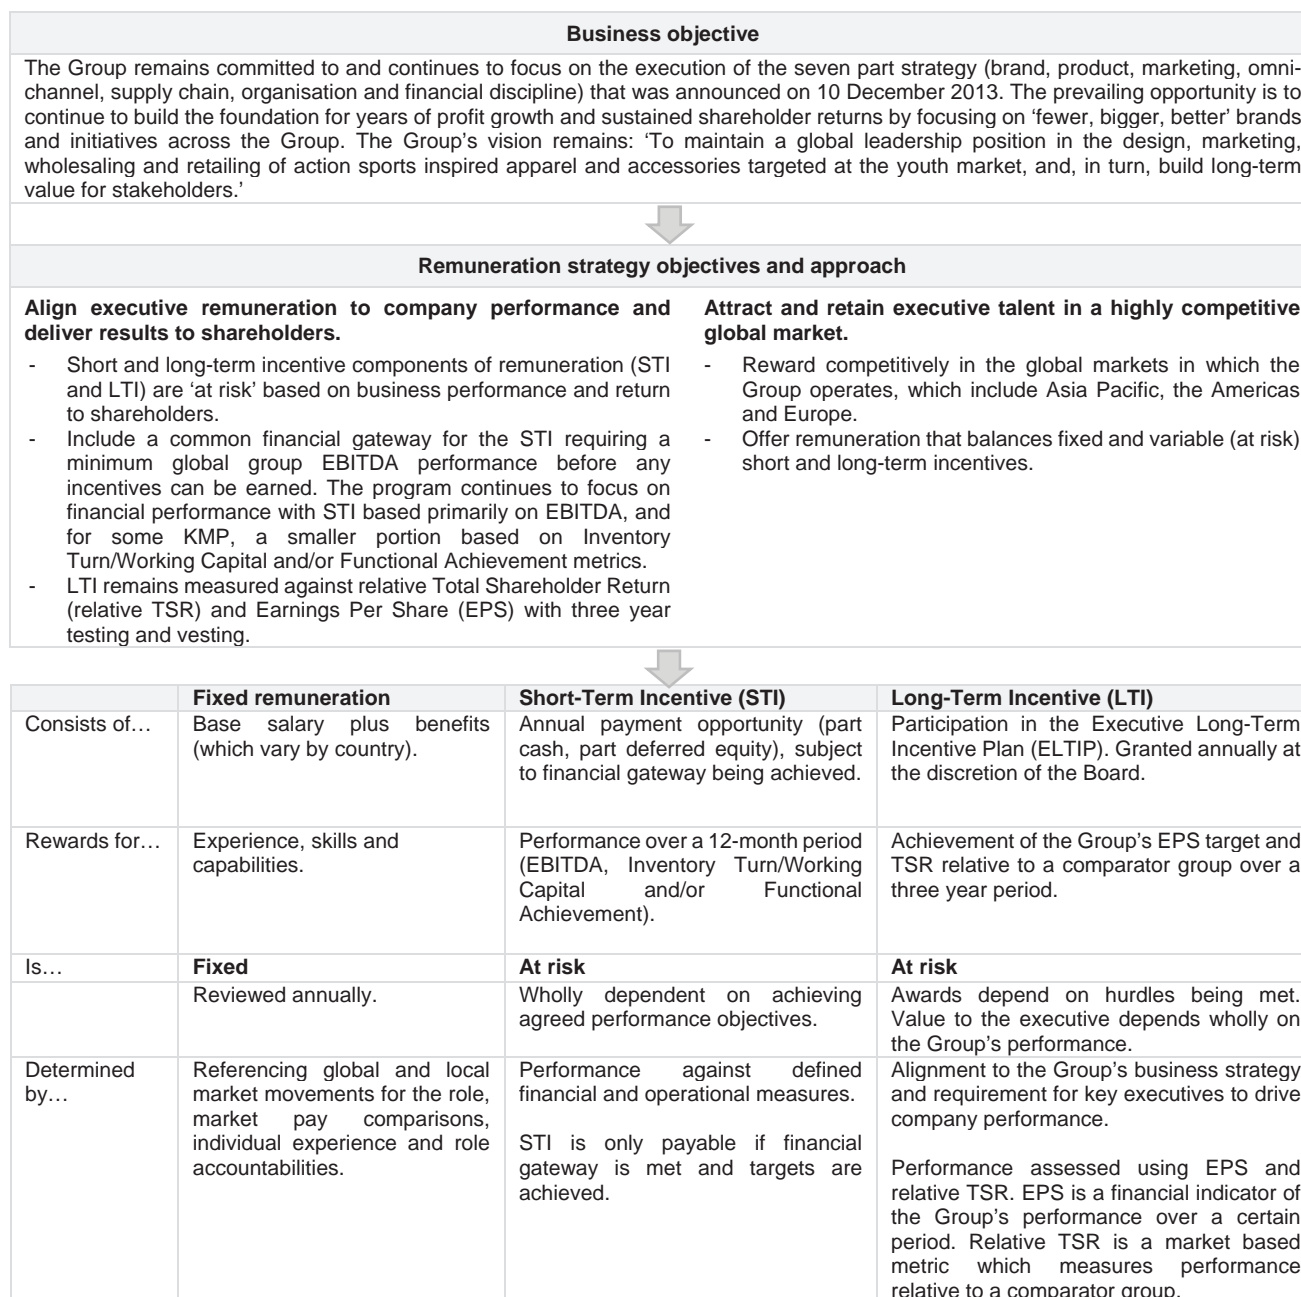 Business objective
The Group remains committed to and continues to focus on the execution of the seven part strategy (brand, product, marketing, omni-
channel, supply chain, organisation and financial discipline) that was announced on 10 December 2013. The prevailing opportunity is to
continue to build the foundation for years of profit growth and sustained shareholder returns by focusing on ‘fewer, bigger, better’ brands
and initiatives across the Group. The Group’s vision remains: ‘To maintain a global leadership position in the design, marketing,
wholesaling and retailing of action sports inspired apparel and accessories targeted at the youth market, and, in turn, build long-term
value for stakeholders.’
Remuneration strategy objectives and approach
Align executive remuneration to company performance and
deliver results to shareholders.
- Short and long-term incentive components of remuneration (STI
and LTI) are ‘at risk’ based on business performance and return
to shareholders.
- Include a common financial gateway for the STI requiring a
minimum global group EBITDA performance before any
incentives can be earned. The program continues to focus on
financial performance with STI based primarily on EBITDA, and
for some KMP, a smaller portion based on Inventory
Turn/Working Capital and/or Functional Achievement metrics.
- LTI remains measured against relative Total Shareholder Return
(relative TSR) and Earnings Per Share (EPS) with three year
testing and vesting.
Attract and retain executive talent in a highly competitive
global market.
- Reward competitively in the global markets in which the
Group operates, which include Asia Pacific, the Americas
and Europe.
- Offer remuneration that balances fixed and variable (at risk)
short and long-term incentives.
Fixed remuneration
Short-Term Incentive (STI)
Long-Term Incentive (LTI)
Consists of…
Base salary plus benefits
(which vary by country).
Annual payment opportunity (part
cash, part deferred equity), subject
to financial gateway being achieved.
Participation in the Executive Long-Term
Incentive Plan (ELTIP). Granted annually at
the discretion of the Board.
Rewards for…
Experience, skills and
capabilities.
Performance over a 12-month period
(EBITDA, Inventory Turn/Working
Capital and/or Functional
Achievement).
Achievement of the Group’s EPS target and
TSR relative to a comparator group over a
three year period.
Is…
Fixed
At risk
At risk
Reviewed annually.
Wholly dependent on achieving
agreed performance objectives.
Awards depend on hurdles being met.
Value to the executive depends wholly on
the Group’s performance.
Determined
by…
Referencing global and local
market movements for the role,
market pay comparisons,
individual experience and role
accountabilities.
Performance against defined
financial and operational measures.
STI is only payable if financial
gateway is met and targets are
achieved.
Alignment to the Group’s business strategy
and requirement for key executives to drive
company performance.
Performance assessed using EPS and
relative TSR. EPS is a financial indicator of
the Group’s performance over a certain
period. Relative TSR is a market based
metric which measures performance
relative to a comparator group.